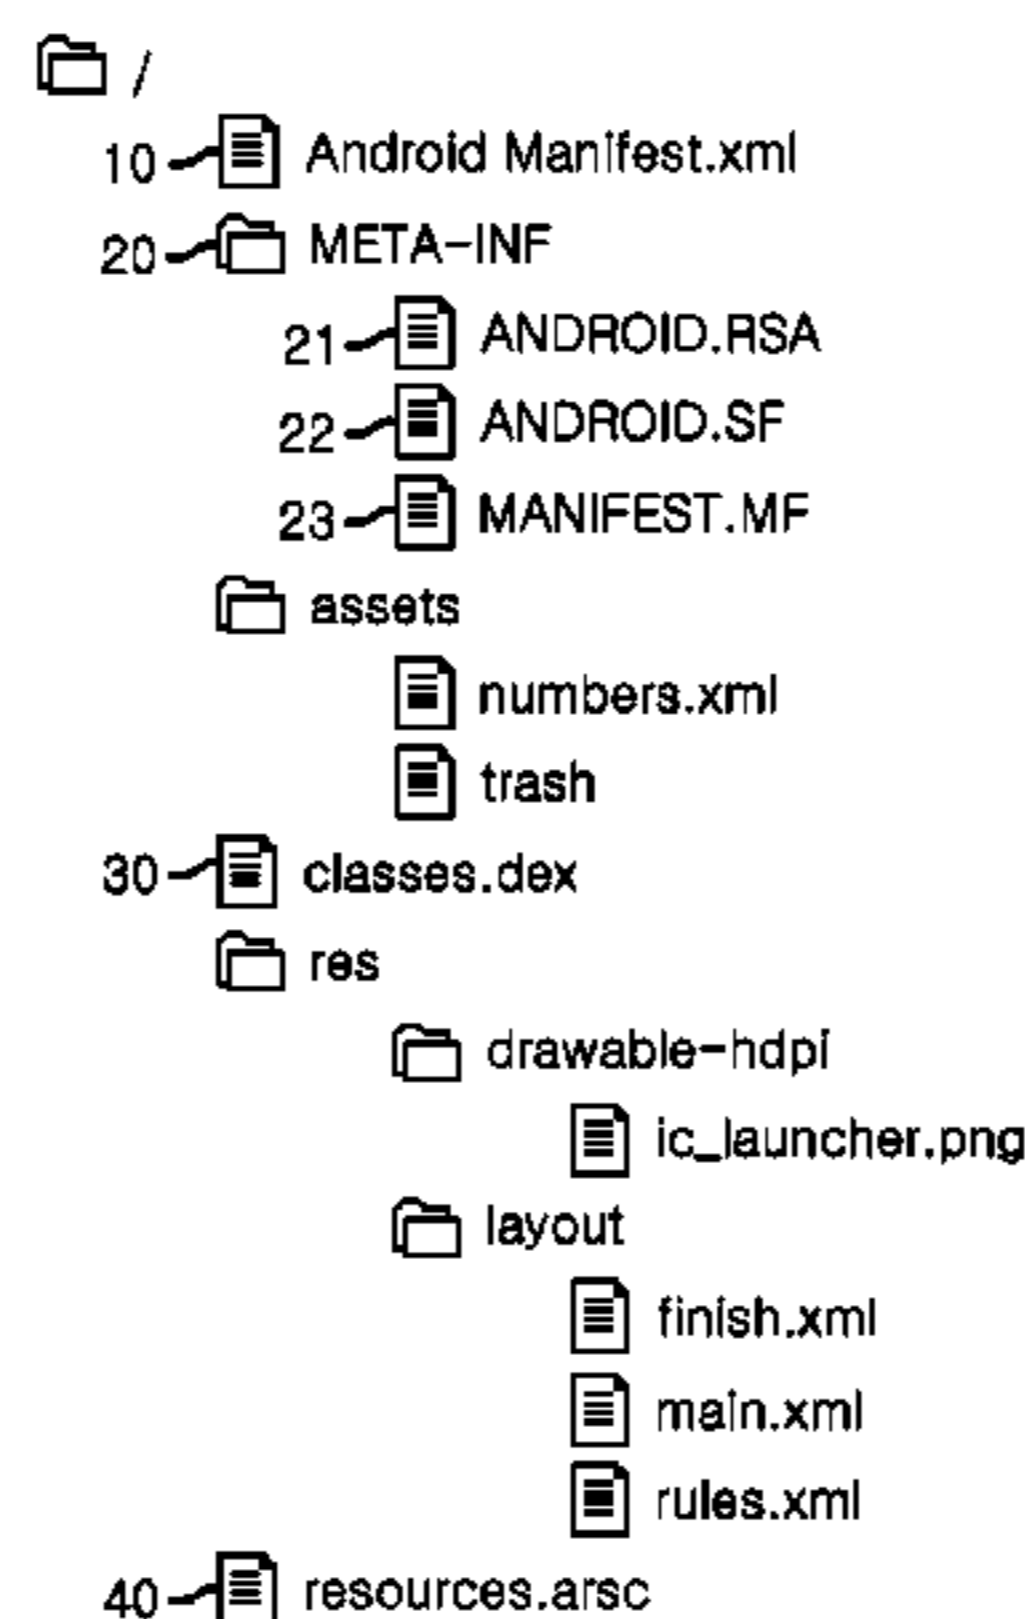 /
10 Android Manifest.xml
20 META-INF
21 ANDROID.RSA
22 ANDROID.SF
23 MANIFEST.MF
assets
numbers.xml
trash
30 classes.dex
res
drawable-hdpi
ic_launcher.png
layout
finish.xml
main.xml
rules.xml
40 resources.arsc